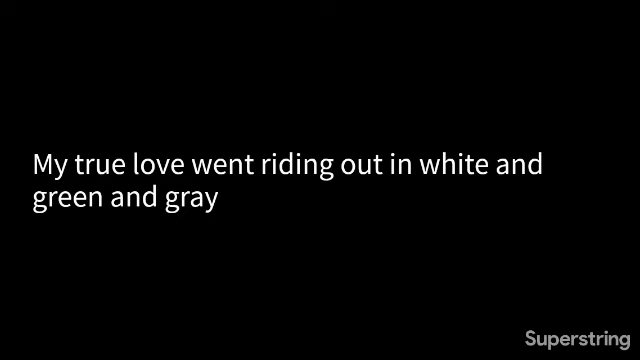 My true love went riding out in white and
green and gray
Superstring